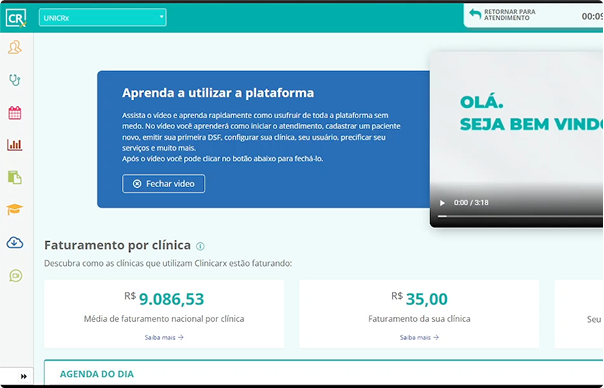 CR
UNICRx
RETORNAR PARA
ATENDIMENTO
00:09
Aprenda a utilizar a plataforma
Assista o vídeo e aprenda rapidamente como usufruir de toda a plataforma sem
medo. No vídeo você aprenderá como iniciar o atendimento, cadastrar um paciente
novo, emitir sua primeira DSF, configurar sua clínica, seu usuário, precificar seu
serviços e muito mais.
Após o vídeo você pode clicar no botão abaixo para fechá-lo.
Fechar vídeo
OLÁ.
SEJA BEM VINDO
0:00 / 3:18
Faturamento por clínica
Descubra como as clínicas que utilizam Clinicarx estão faturando:
R$ 9.086,53
Média de faturamento nacional por clínica
Saiba mais →
R$ 35,00
Faturamento da sua clínica
Saiba mais →
Seu
AGENDA DO DIA